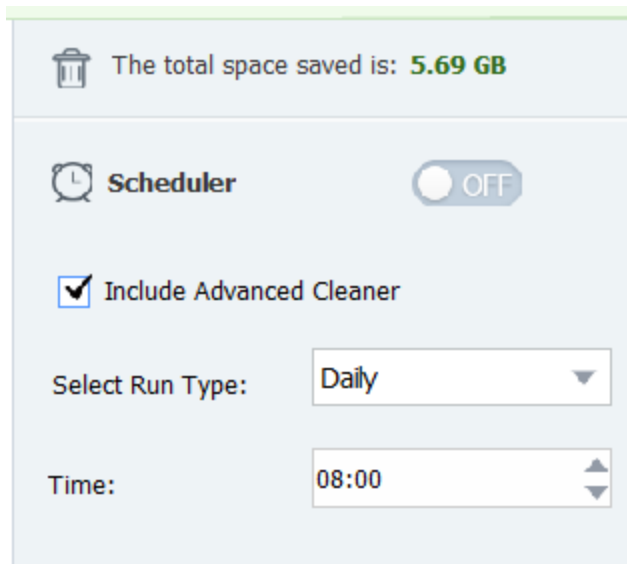 The total space saved is: 5.69 GB
Scheduler OFF
Include Advanced Cleaner
Select Run Type: Daily
Time: 08:00